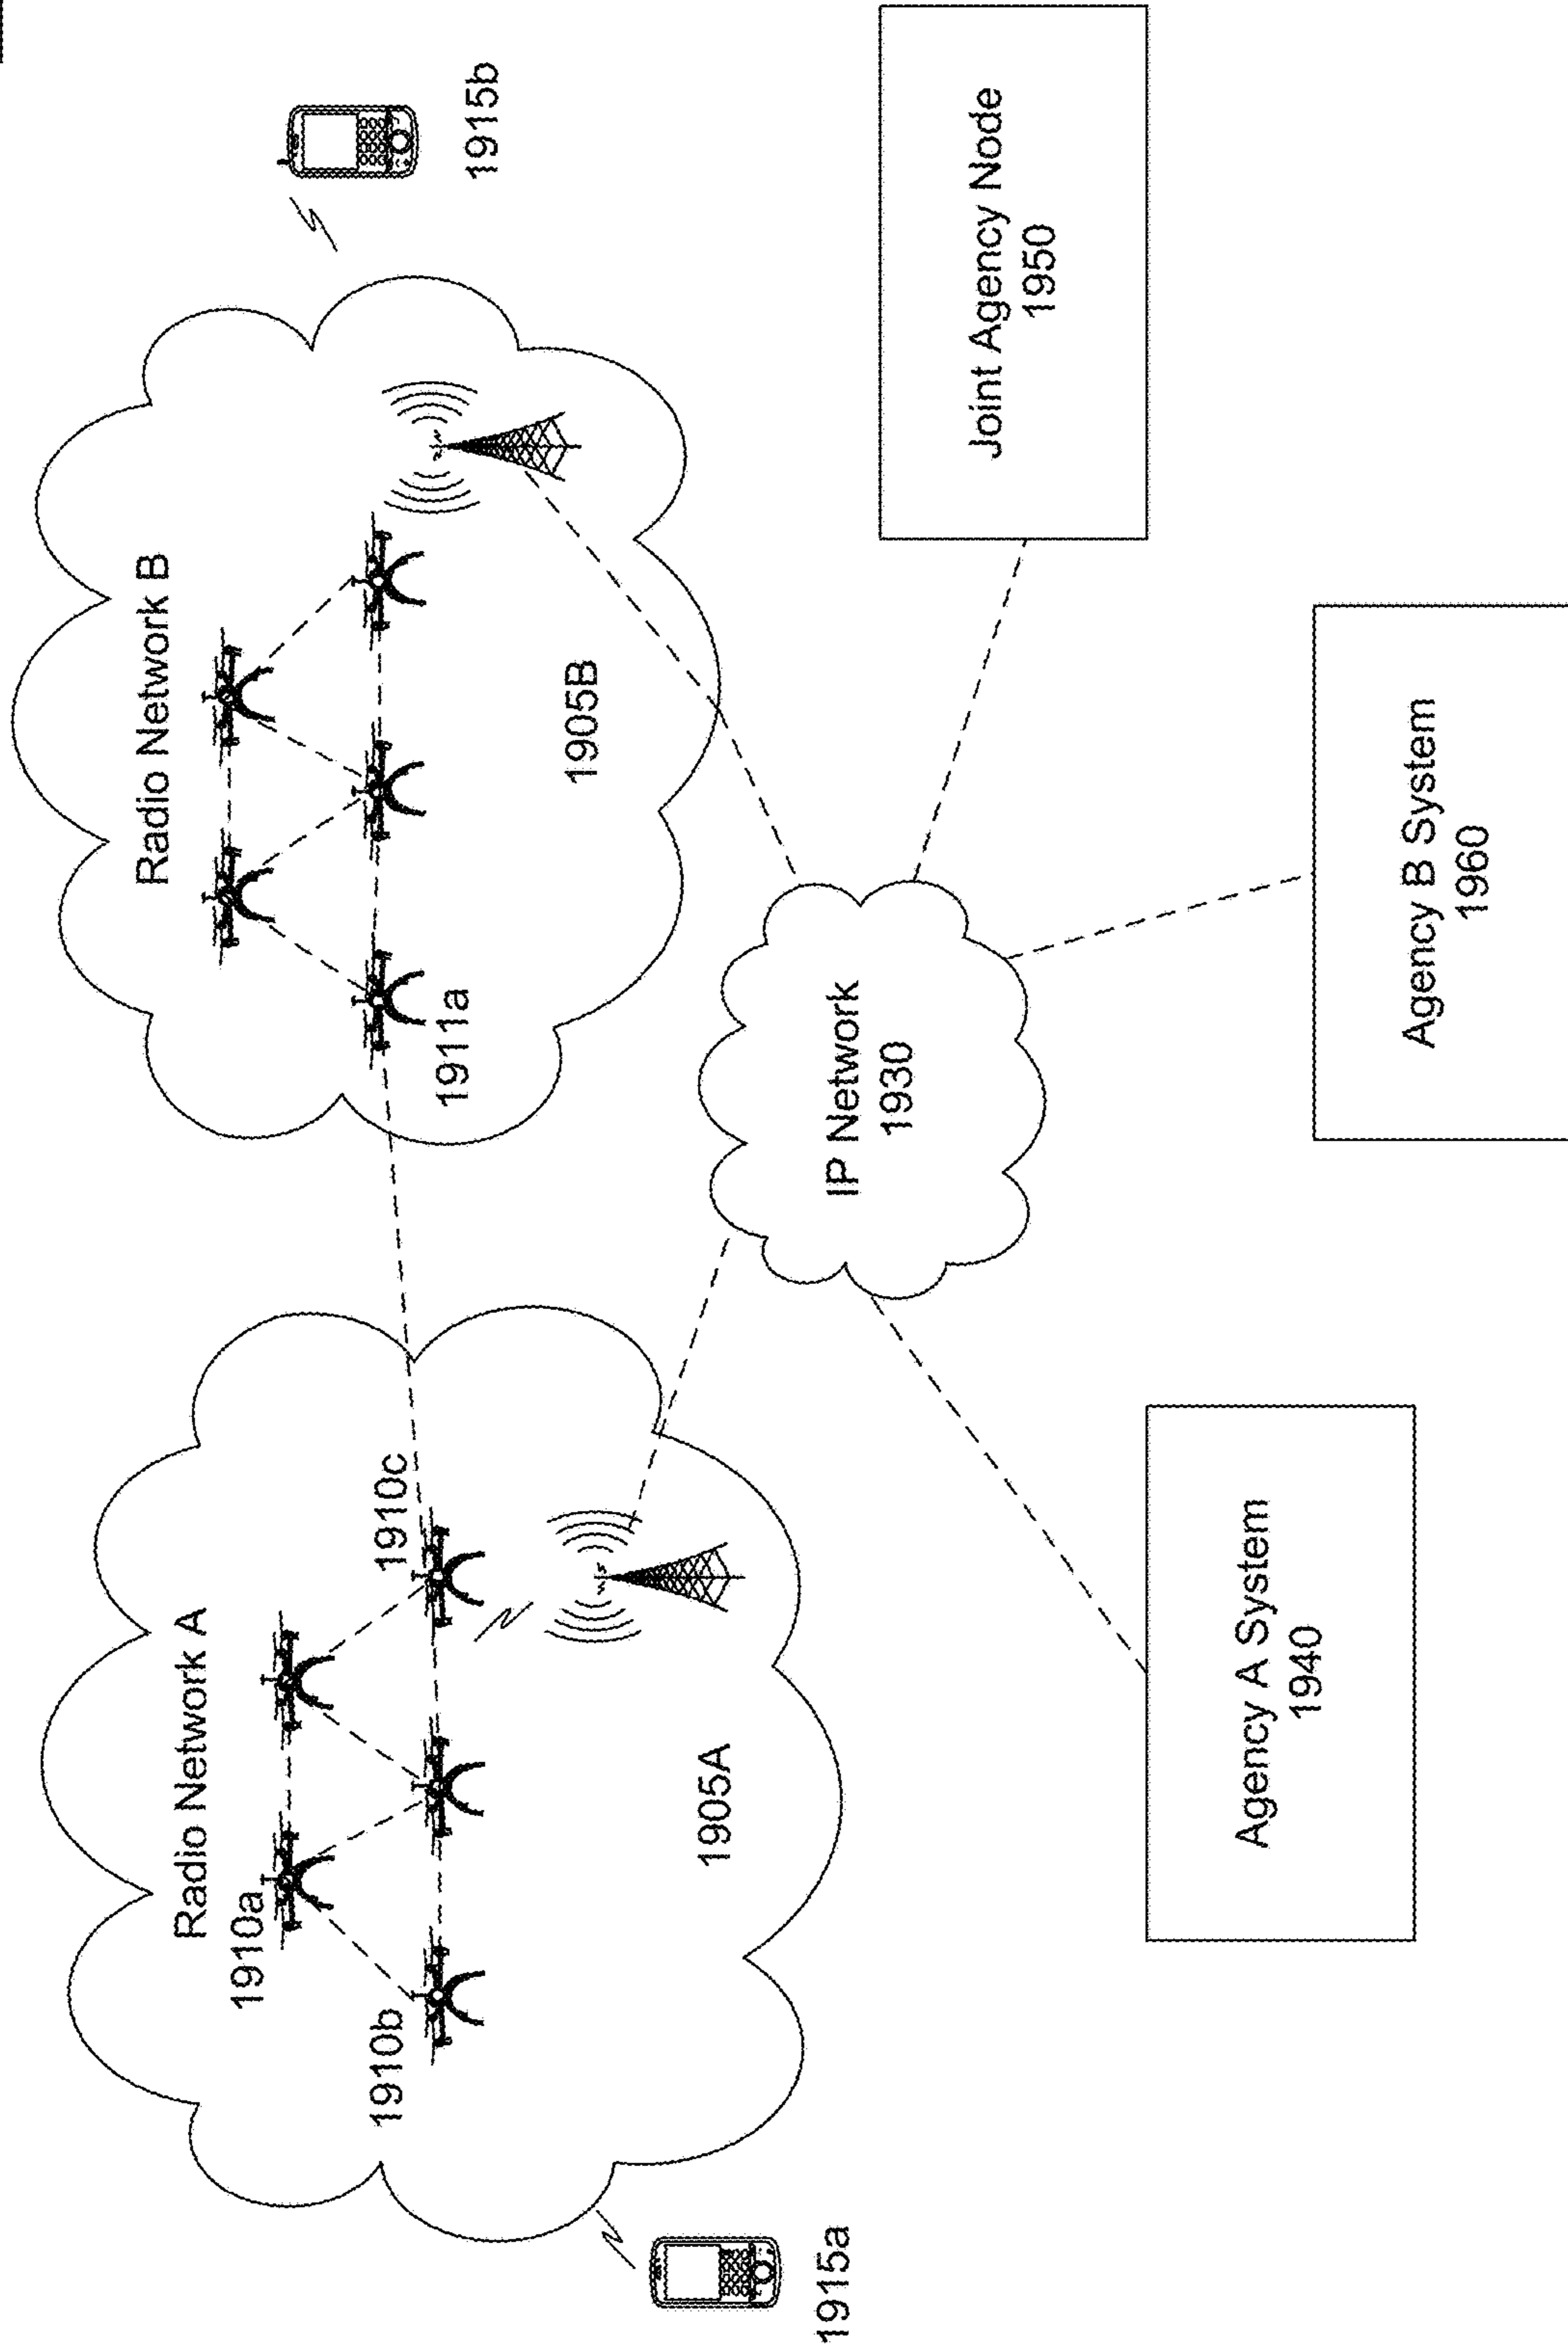 Radio Network A
1910a
1910b
1910c
1905A
1915a
Radio Network B
1911a
1905B
1915b
IP Network
1930
Agency A System
1940
Agency B System
1960
Joint Agency Node
1950